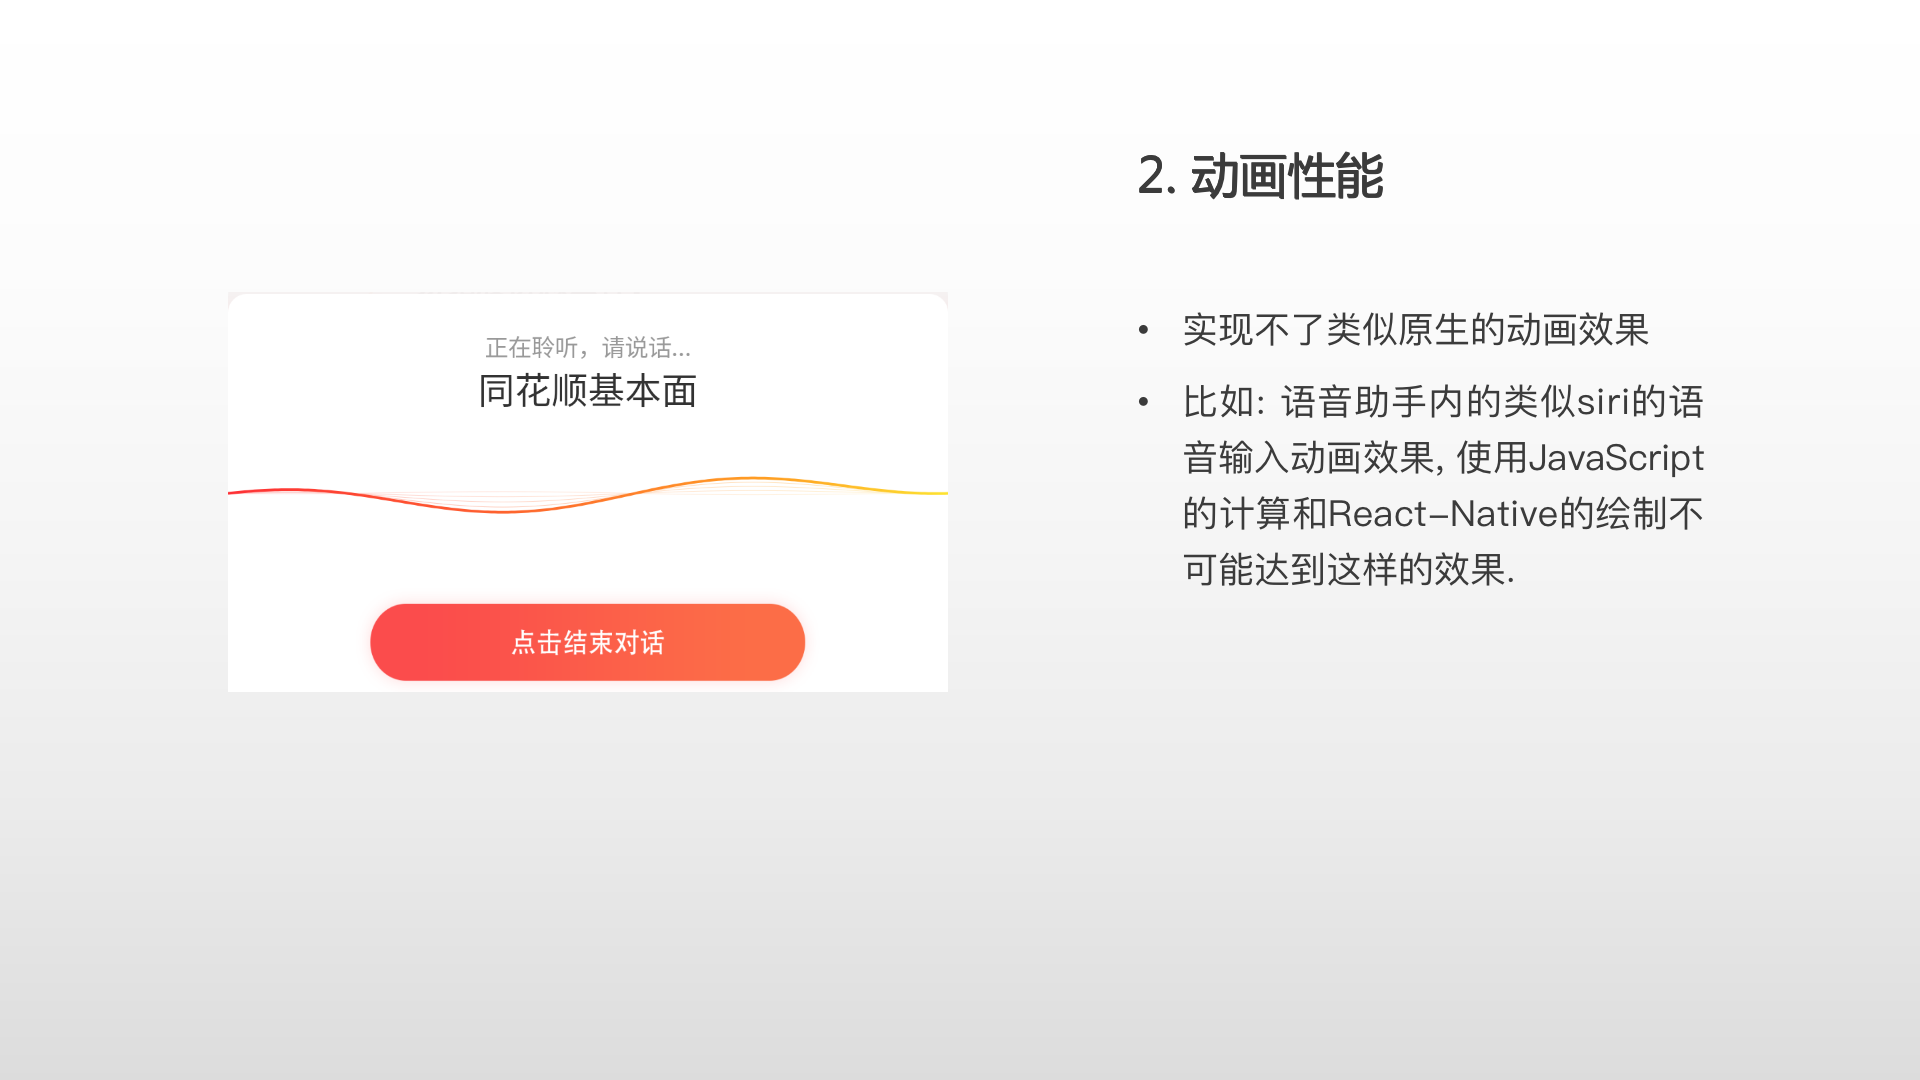 2. 动画性能
• 实现不了类似原生的动画效果
• 比如: 语音助手内的类似siri的语
音输入动画效果, 使用JavaScript
的计算和React-Native的绘制不
可能达到这样的效果.
正在聆听，请说话...
同花顺基本面
点击结束对话